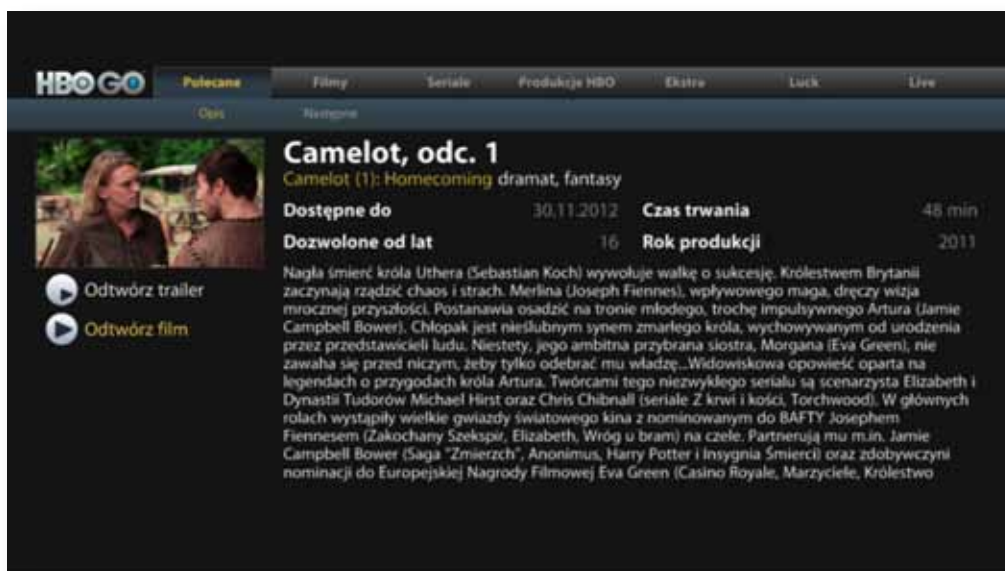 HBO GO Polecane Filmy Seriale Produkcje HBO Ekstra Luck Live
Opis Następne
Camelot, odc. 1
Camelot (1): Homecoming dramat, fantasy
Dostępne do 30.11.2012 Czas trwania 48 min
Dozwolone od lat 16 Rok produkcji 2011
Nagła śmierć króla Uthera (Sebastian Koch) wywołuje walkę o sukcesję. Królestwem Brytanii
zaczynają rządzić chaos i strach. Merlina (Joseph Fiennes), wpływowego maga, dręczy wizja
mrocznej przyszłości. Postanawia osadzić na tronie młodego, trochę impulsywnego Artura (Jamie
Campbell Bower). Chłopak jest nieślubnym synem zmarłego króla, wychowywanym od urodzenia
przez przedstawicieli ludu. Niestety, jego ambitna przybrana siostra, Morgana (Eva Green), nie
zawaha się przed niczym, żeby tylko odebrać mu władzę...Widowiskowa opowieść oparta na
legendach o przygodach króla Artura. Twórcami tego niezwykłego serialu są scenarzysta Elizabeth i
Dynastii Tudorów Michael Hirst oraz Chris Chibnall (seriale Z krwi i kości, Torchwood). W głównych
rolach wystąpiły wielkie gwiazdy światowego kina z nominowanym do BAFTY Josephem
Fiennesem (Zakochany Szekspir, Elizabeth, Wróg u bram) na czele. Partnerują mu m.in. Jamie
Campbell Bower (Saga "Zmierzch", Anonimus, Harry Potter i Insygnia Śmierci) oraz zdobywczyni
nominacji do Europejskiej Nagrody Filmowej Eva Green (Casino Royale, Marzyciele, Królestwo
Odtwórz trailer
Odtwórz film